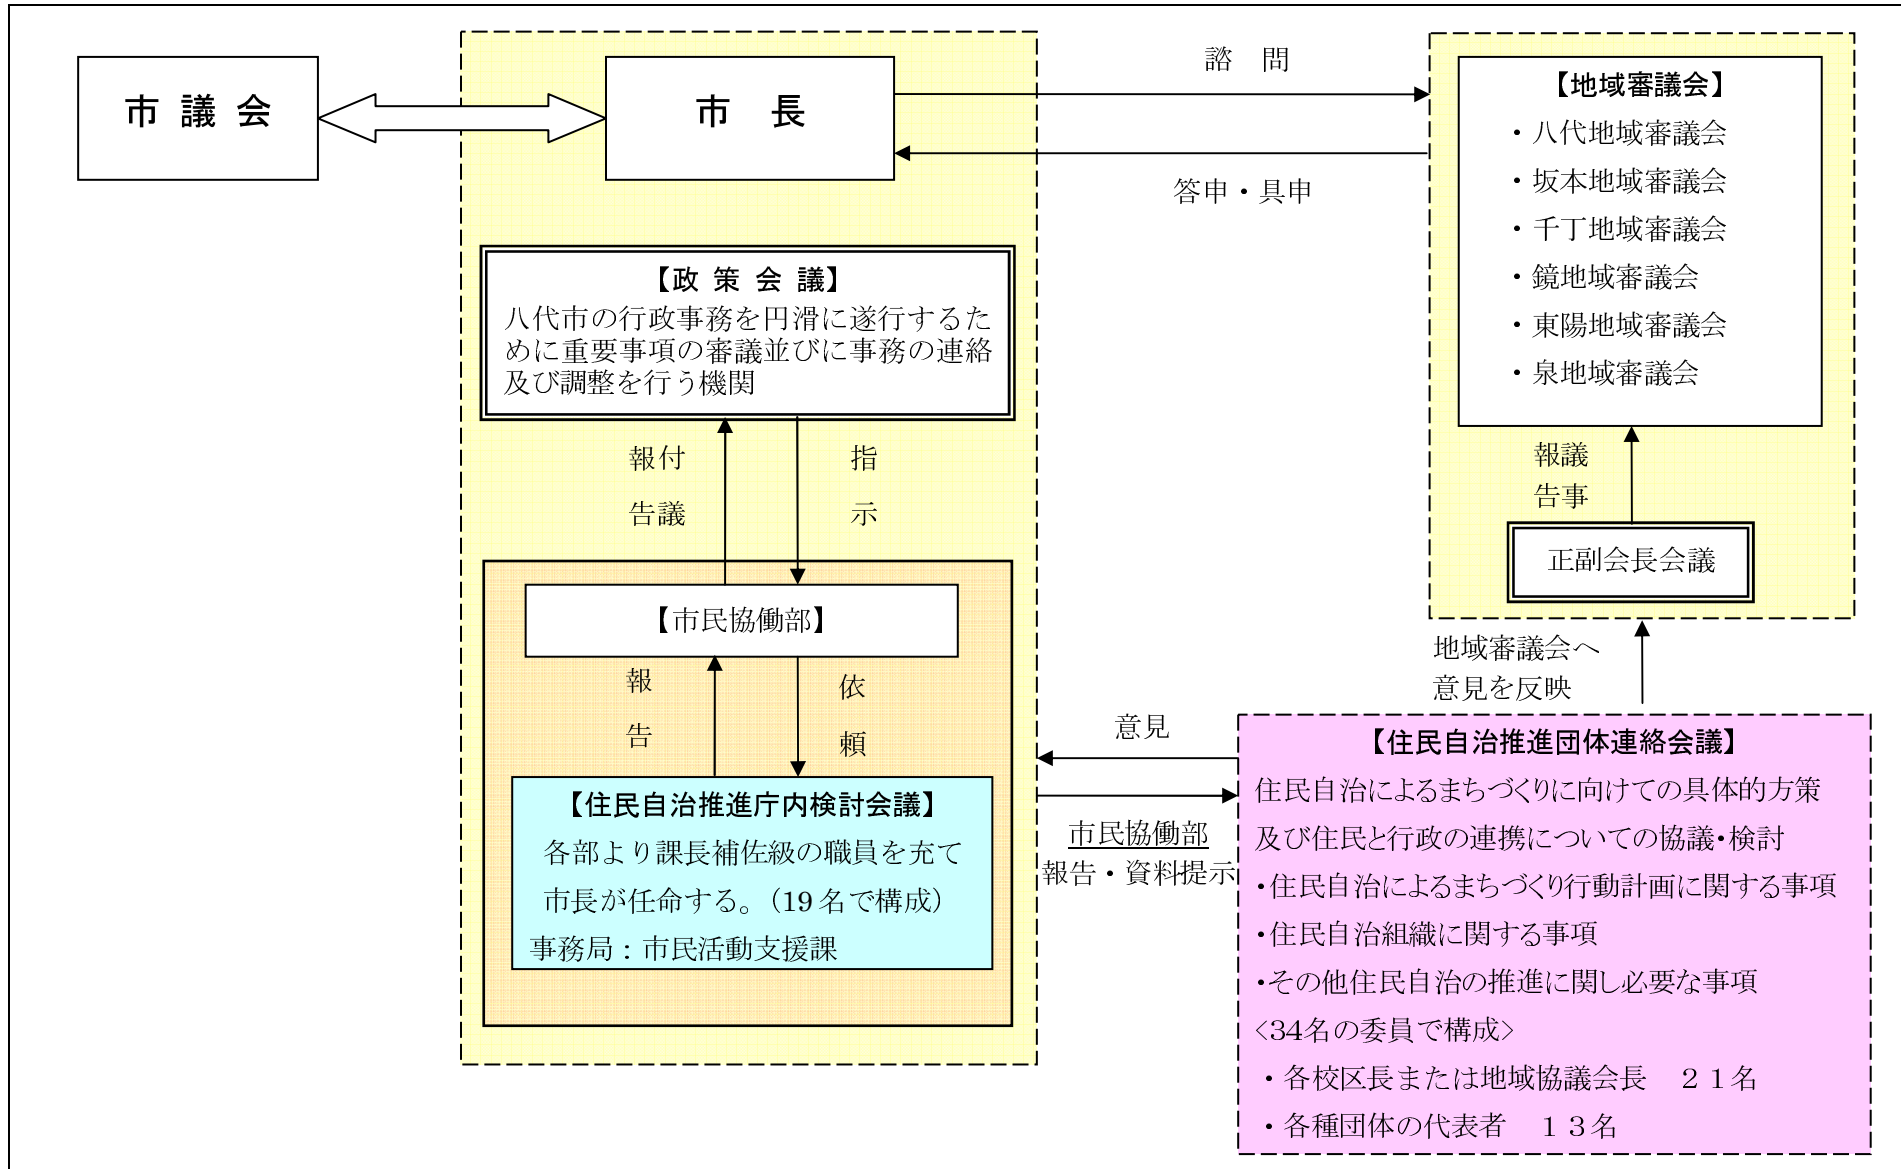 市 議 会
市　長
諮　問
答申・具申
【地域審議会】
・八代地域審議会
・坂本地域審議会
・千丁地域審議会
・鏡地域審議会
・東陽地域審議会
・泉地域審議会
【政 策 会 議】
八代市の行政事務を円滑に遂行するた
めに重要事項の審議並びに事務の連絡
及び調整を行う機関
報付
告議
指
示
報議
告事
正副会長会議
【市民協働部】
報
告
依
頼
地域審議会へ
意見を反映
【住民自治推進庁内検討会議】
各部より課長補佐級の職員を充て
市長が任命する。（19 名で構成）
事務局：市民活動支援課
意見
市民協働部
報告・資料提示
【住民自治推進団体連絡会議】
住民自治によるまちづくりに向けての具体的方策
及び住民と行政の連携についての協議・検討
・住民自治によるまちづくり行動計画に関する事項
・住民自治組織に関する事項
・その他住民自治の推進に関し必要な事項
<34名の委員で構成>
・各校区長または地域協議会長　２１名
・各種団体の代表者　１３名